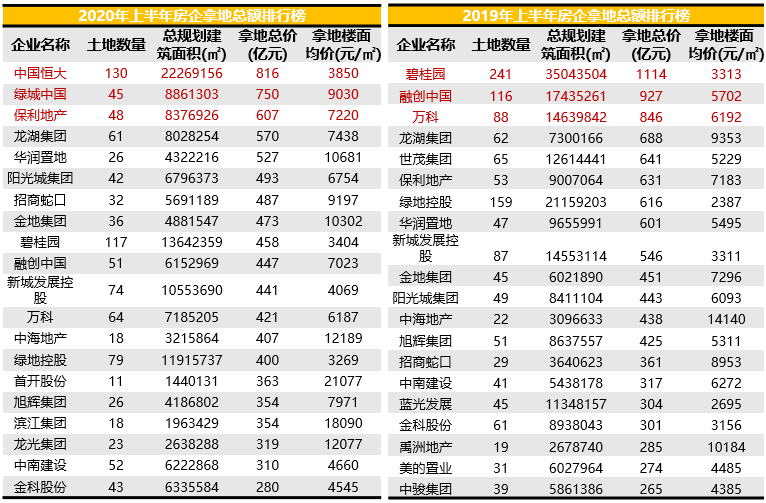 2020年上半年房企拿地总额排行榜
企业名称 土地数量 总规划建筑面积(㎡) 拿地总价(亿元) 拿地楼面均价(元/㎡)
中国恒大 130 22269156 816 3850
绿城中国 45 8861303 750 9030
保利地产 48 8376926 607 7220
龙湖集团 61 8028254 570 7438
华润置地 26 4322216 527 10681
阳光城集团 42 6796373 493 6754
招商蛇口 32 5691189 487 9197
金地集团 36 4881547 473 10302
碧桂园 117 13642359 458 3404
融创中国 51 6152969 447 7023
新城发展控股 74 10553690 441 4069
万科 64 7185205 421 6187
中海地产 18 3215864 407 12189
绿地控股 79 11915737 400 3269
首开股份 11 1440131 363 21077
旭辉集团 26 4186802 354 7971
滨江集团 18 1963429 354 18090
龙光集团 23 2638288 319 12077
中南建设 52 6222868 310 4660
金科股份 43 6335584 280 4545
2019年上半年房企拿地总额排行榜
企业名称 土地数量 总规划建筑面积(㎡) 拿地总价(亿元) 拿地楼面均价(元/㎡)
碧桂园 241 35043504 1114 3313
融创中国 116 17435261 927 5702
万科 88 14639842 846 6192
龙湖集团 62 7300166 688 9353
世茂集团 65 12614441 641 5229
保利地产 53 9007064 631 7183
绿地控股 159 21159203 616 2387
华润置地 47 9655991 601 5495
新城发展控股 87 14553114 546 3311
金地集团 45 6021890 451 7296
阳光城集团 49 8411104 443 6093
中海地产 22 3096633 438 14140
旭辉集团 51 8637557 425 5311
招商蛇口 29 3640623 361 8953
中南建设 41 5438178 317 6272
蓝光发展 45 11348157 304 2695
金科股份 61 8938043 301 3156
禹洲地产 19 2678740 285 10184
美的置业 31 6027964 274 4485
中骏集团 39 5861386 265 4385